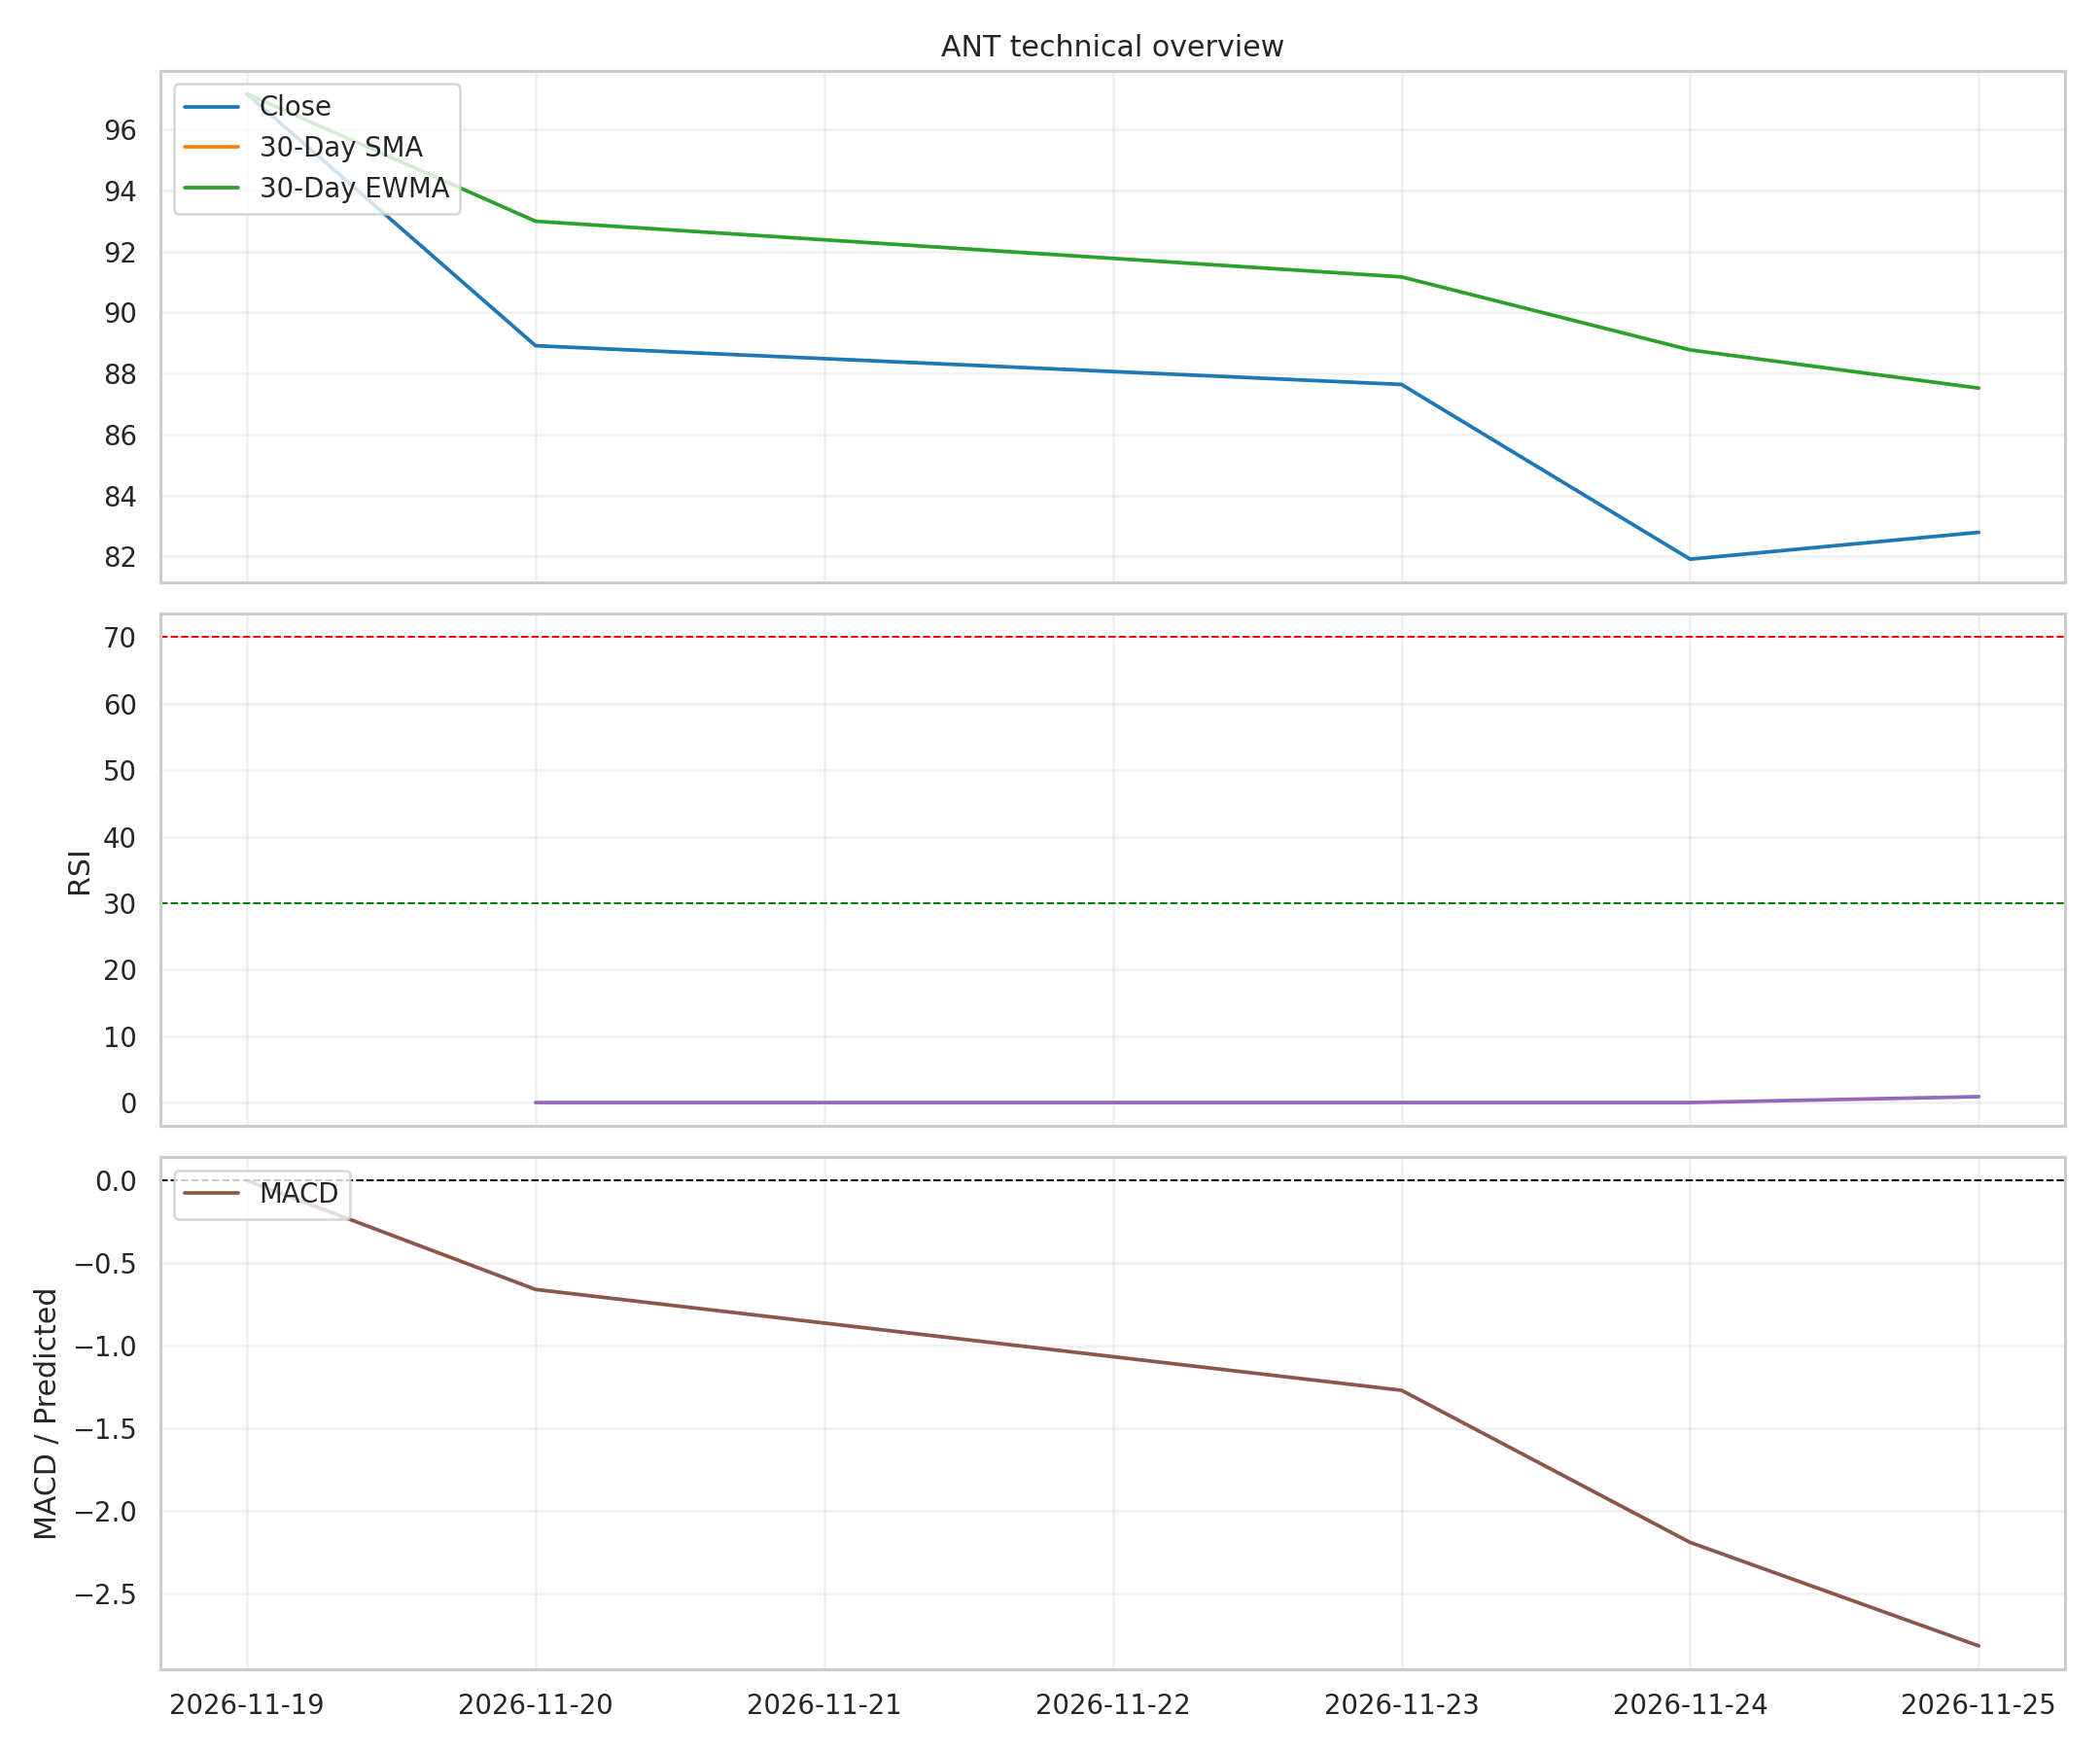 ANT technical overview
Close
30-Day SMA
30-Day EWMA
96
94
92
90
88
86
84
82
RSI
70
60
50
40
30
20
10
0
MACD / Predicted
MACD
0.0
−0.5
−1.0
−1.5
−2.0
−2.5
2026-11-19 2026-11-20 2026-11-21 2026-11-22 2026-11-23 2026-11-24 2026-11-25